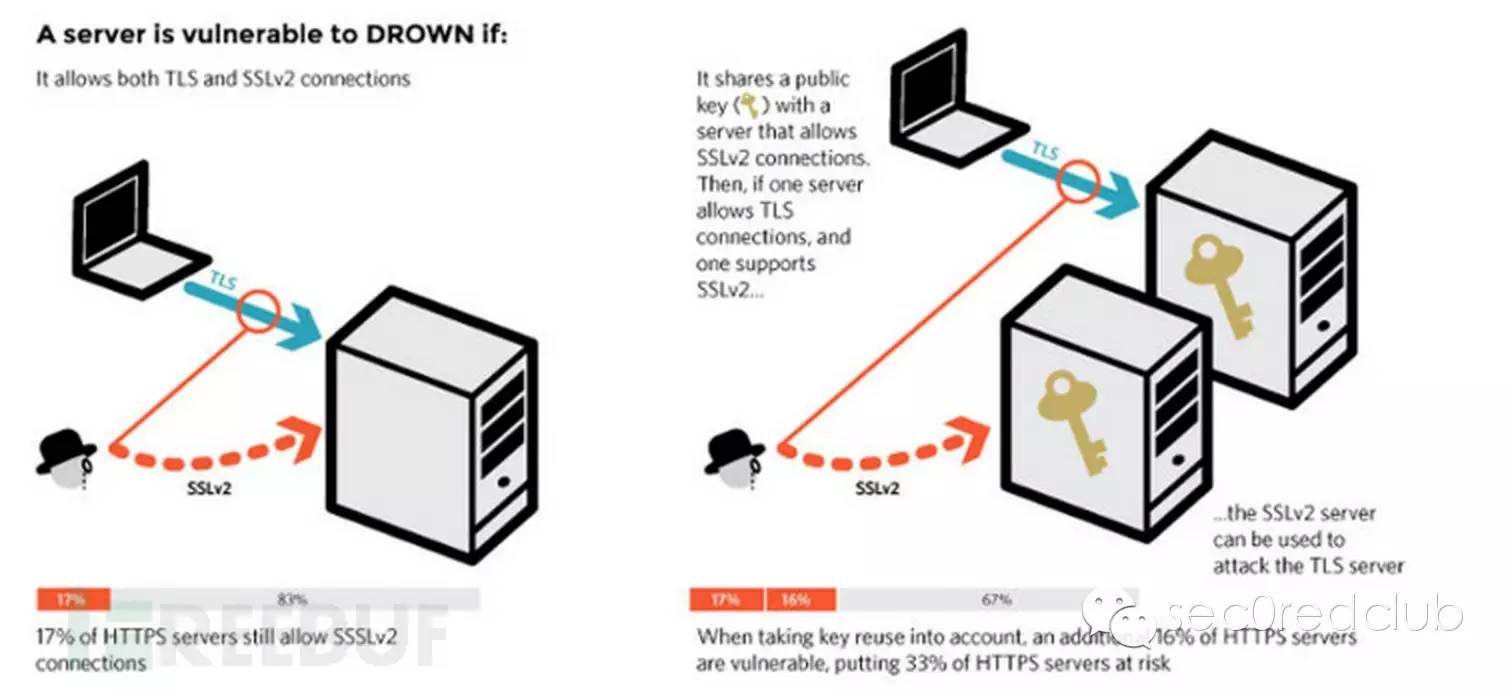 A server is vulnerable to DROWN if:
It allows both TLS and SSLv2 connections
TLS
SSLv2
17%
83%
17% of HTTPS servers still allow SSSLv2
connections
FREEBUF
It shares a public
key ( ) with a
server that allows
SSLv2 connections.
Then, if one server
allows TLS
connections, and
one supports
SSLv2...
TLS
SSLv2
...the SSLv2 server
can be used to
attack the TLS server
17%
16%
67%
When taking key reuse into account, an additional 16% of HTTPS servers
are vulnerable, putting 33% of HTTPS servers at risk
sec0redclub